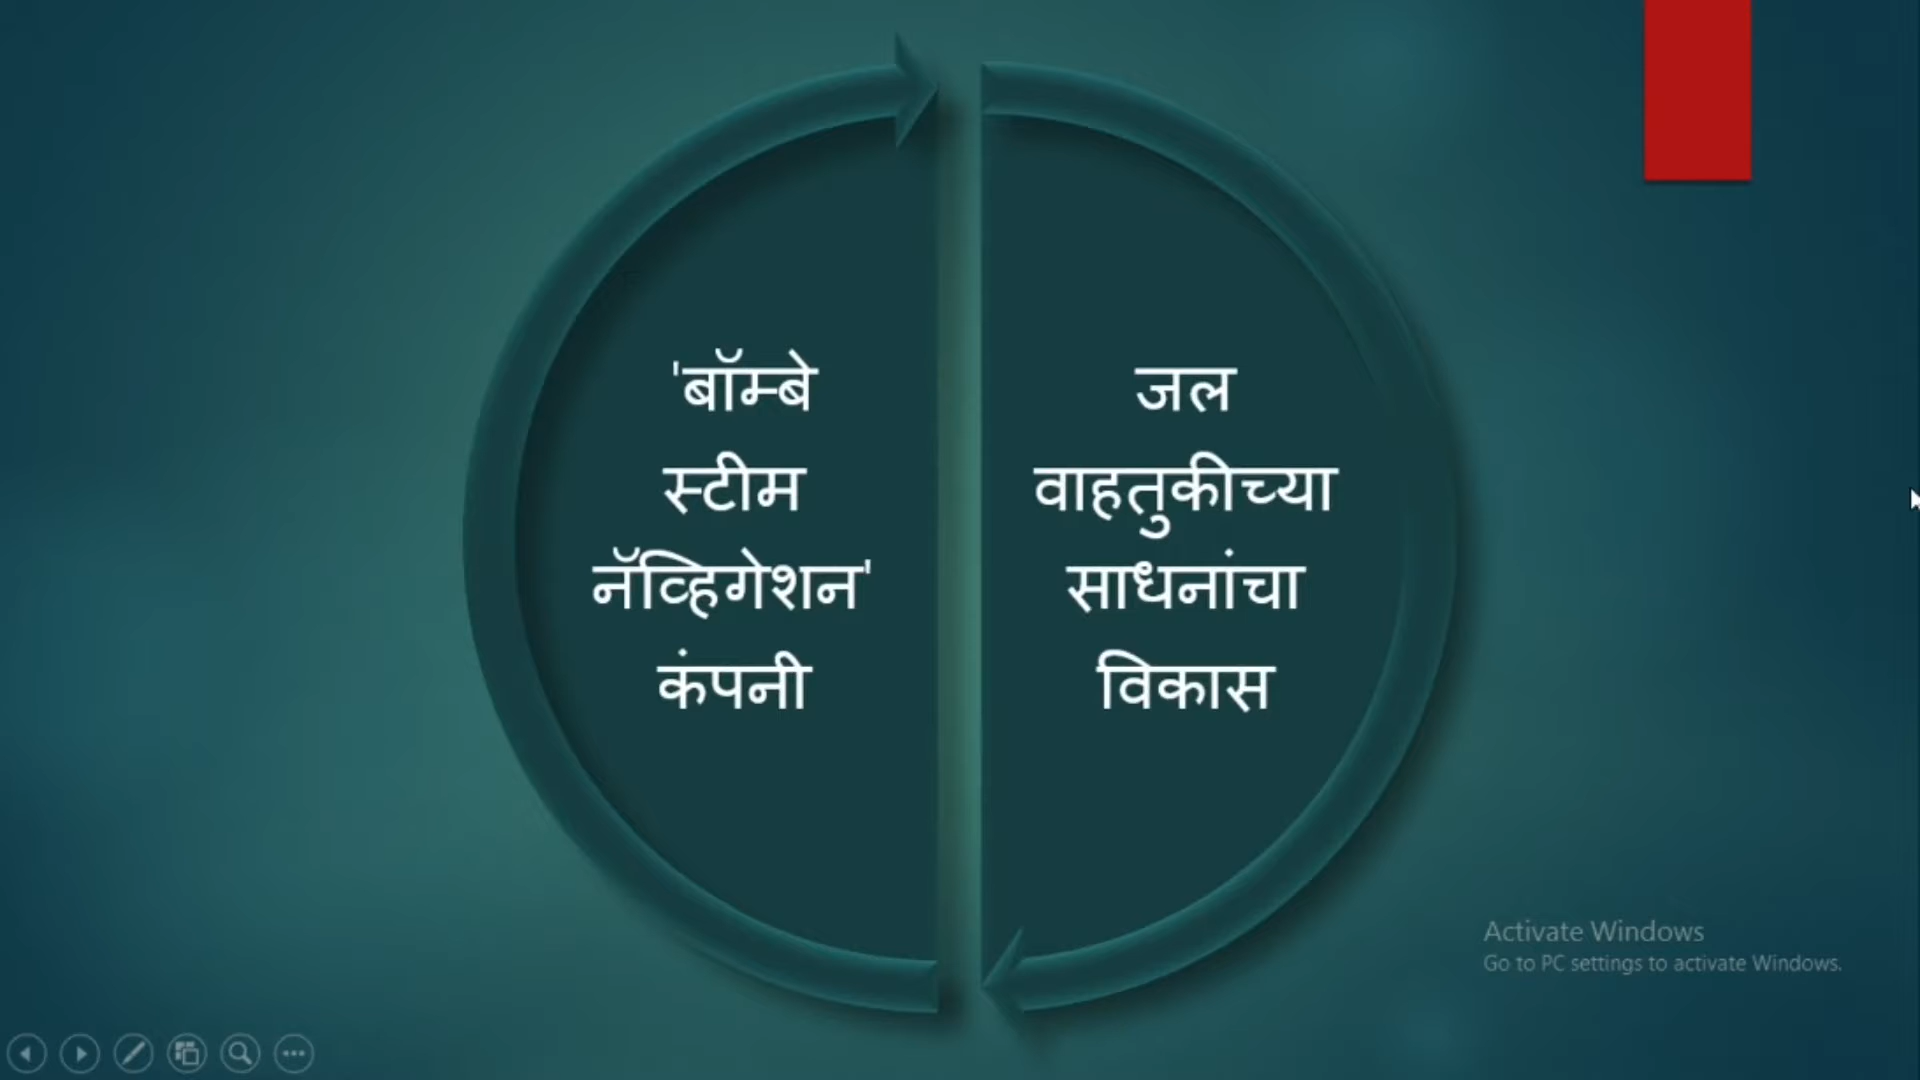 'बॉम्बे
स्टीम
नॅव्हिगेशन'
कंपनी
जल
वाहतुकीच्या
साधनांचा
विकास
Activate Windows
Go to PC settings to activate Windows.